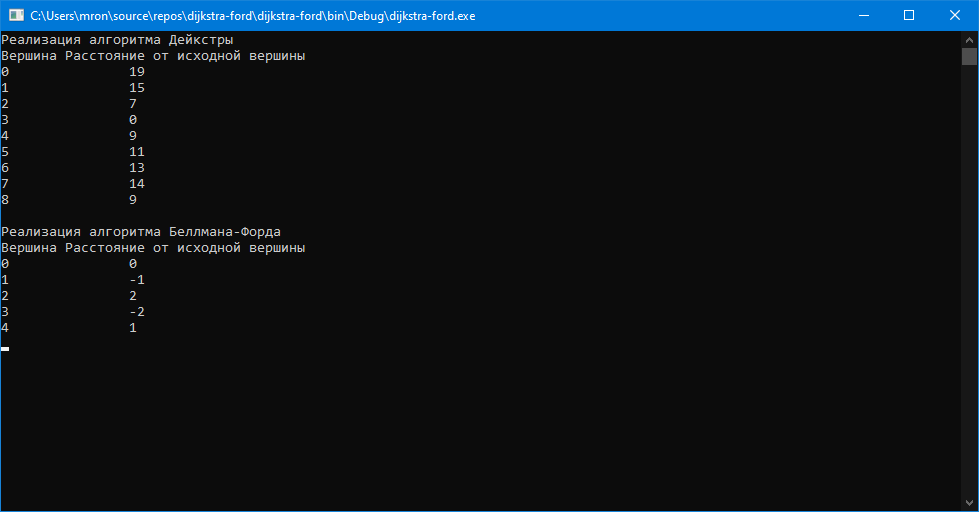 C:\Users\mron\source\repos\dijkstra-ford\dijkstra-ford\bin\Debug\dijkstra-ford.exe
Реализация алгоритма Дейкстры
Вершина Расстояние от исходной вершины
0 19
1 15
2 7
3 0
4 9
5 11
6 13
7 14
8 9
Реализация алгоритма Беллмана-Форда
Вершина Расстояние от исходной вершины
0 0
1 -1
2 2
3 -2
4 1